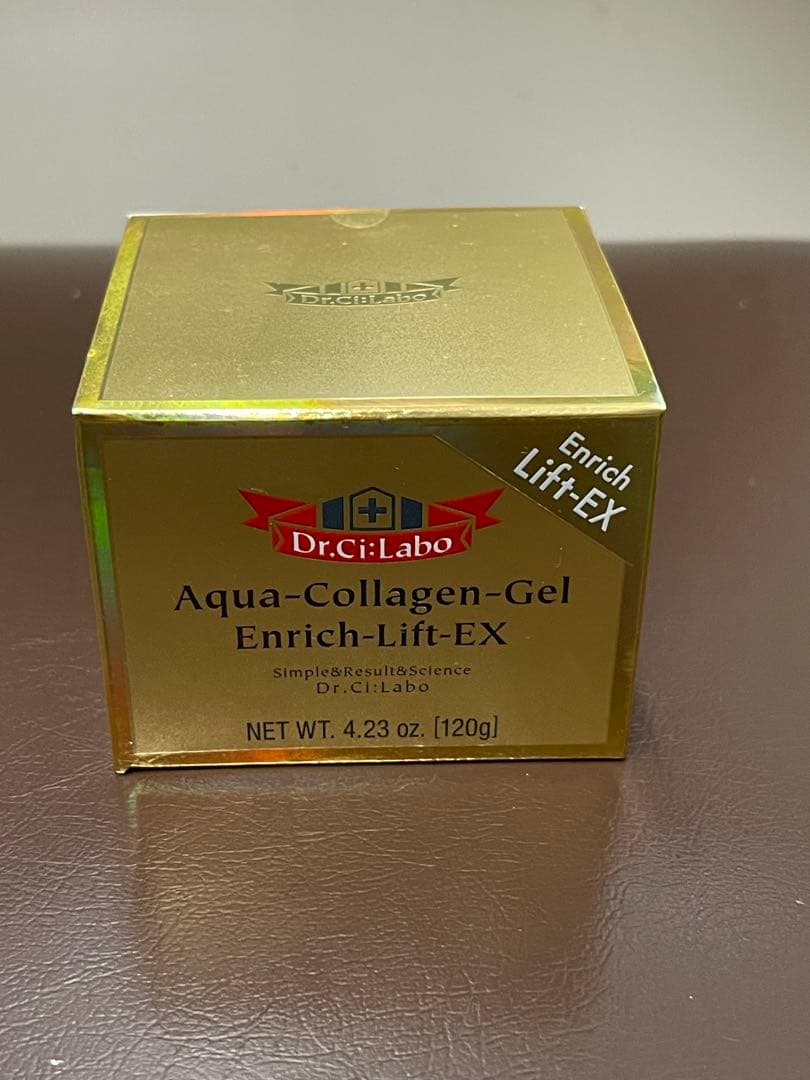 Dr.Ci:Labo
Enrich
Lift-EX
Dr.Ci:Labo
Aqua-Collagen-Gel
Enrich-Lift-EX
Simple&Result&Science
Dr.Ci:Labo
NET WT. 4.23 oz. [120g]